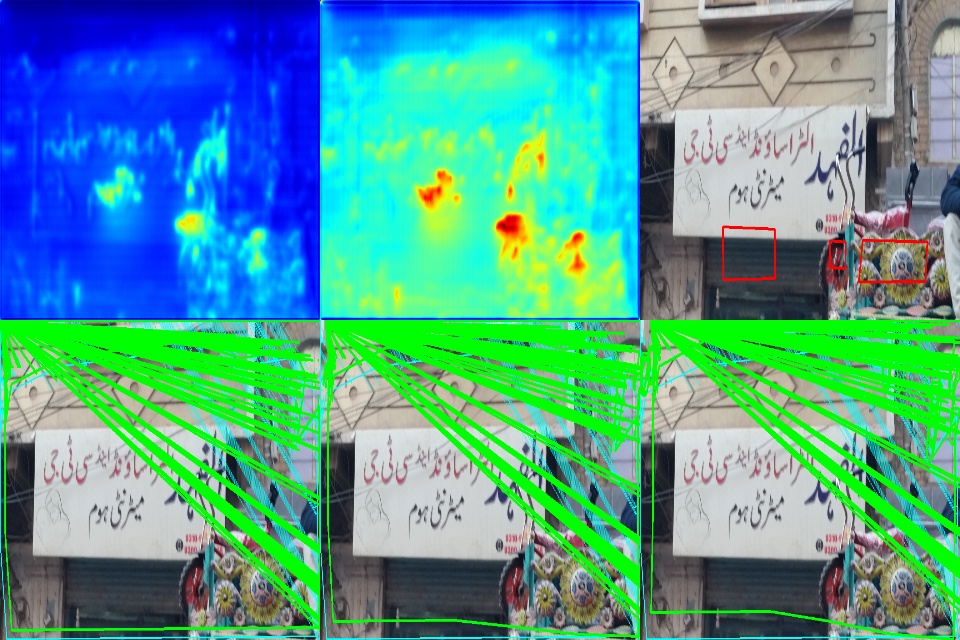 الفہد الٹراساؤنڈ اینڈ سی ٹی جی
میٹرنٹی ہوم